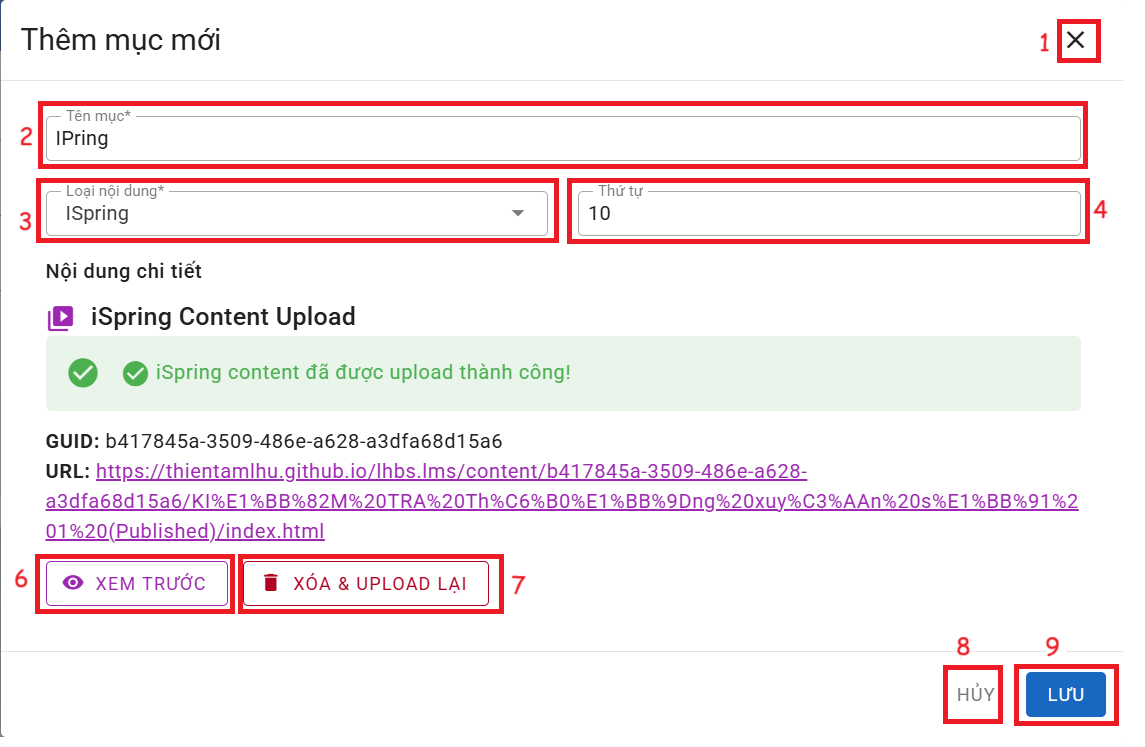 Thêm mục mới
1
Tên mục*
2
IPring
Loại nội dung*
Thứ tự
3
ISpring
10
4
Nội dung chi tiết
iSpring Content Upload
iSpring content đã được upload thành công!
GUID: b417845a-3509-486e-a628-a3dfa68d15a6
URL: https://thientamlhu.github.io/lhbs.lms/content/b417845a-3509-486e-a628-
a3dfa68d15a6/KI%E1%BB%82M%20TRA%20Th%C6%B0%E1%BB%9Dng%20xuy%C3%AAn%20s%E1%BB%91%2
01%20(Published)/index.html
6
XEM TRƯỚC
XÓA & UPLOAD LẠI
7
8
9
HỦY
LƯU